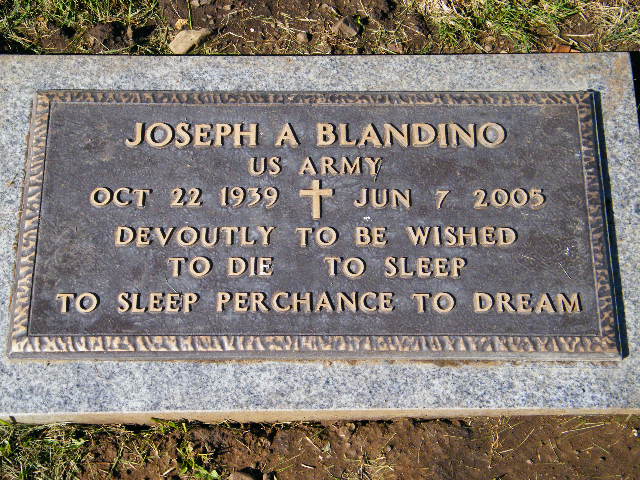 JOSEPH A BLANDINO
US ARMY
OCT 22 1939 JUN 7 2005
DEVOUTLY TO BE WISHED
TO DIE TO SLEEP
TO SLEEP PERCHANCE TO DREAM